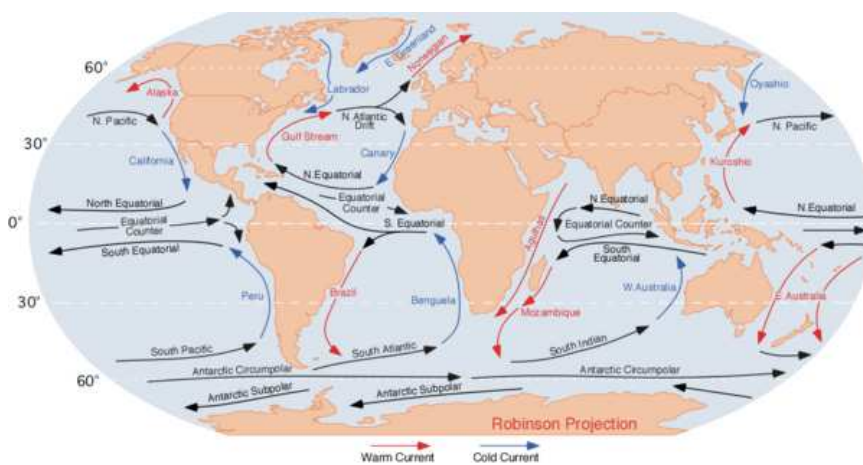 60°
30°
0°
30°
60°
Alaska
N. Pacific
California
North Equatorial
Equatorial
Counter
South Equatorial
Peru
South Pacific
Antarctic Circumpolar
Antarctic Subpolar
Labrador
E. Greenland
Norwegian
N. Atlantic
Drift
Gulf Stream
Canary
N. Equatorial
Equatorial
Counter
S. Equatorial
Brazil
Benguela
South Atlantic
Antarctic Subpolar
Agulhas
Mozambique
N. Equatorial
Equatorial Counter
South
Equatorial
W. Australia
South Indian
Antarctic Circumpolar
Oyashio
N. Pacific
Kuroshio
N. Equatorial
E. Australia
Robinson Projection
Warm Current
Cold Current